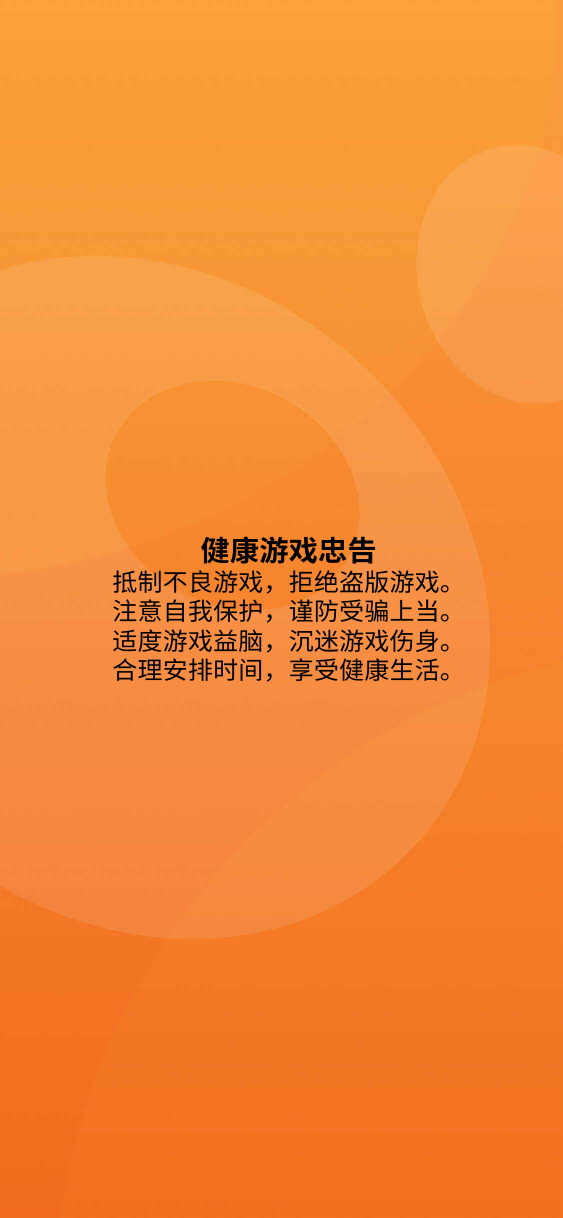 健康游戏忠告
抵制不良游戏，拒绝盗版游戏。
注意自我保护，谨防受骗上当。
适度游戏益脑，沉迷游戏伤身。
合理安排时间，享受健康生活。